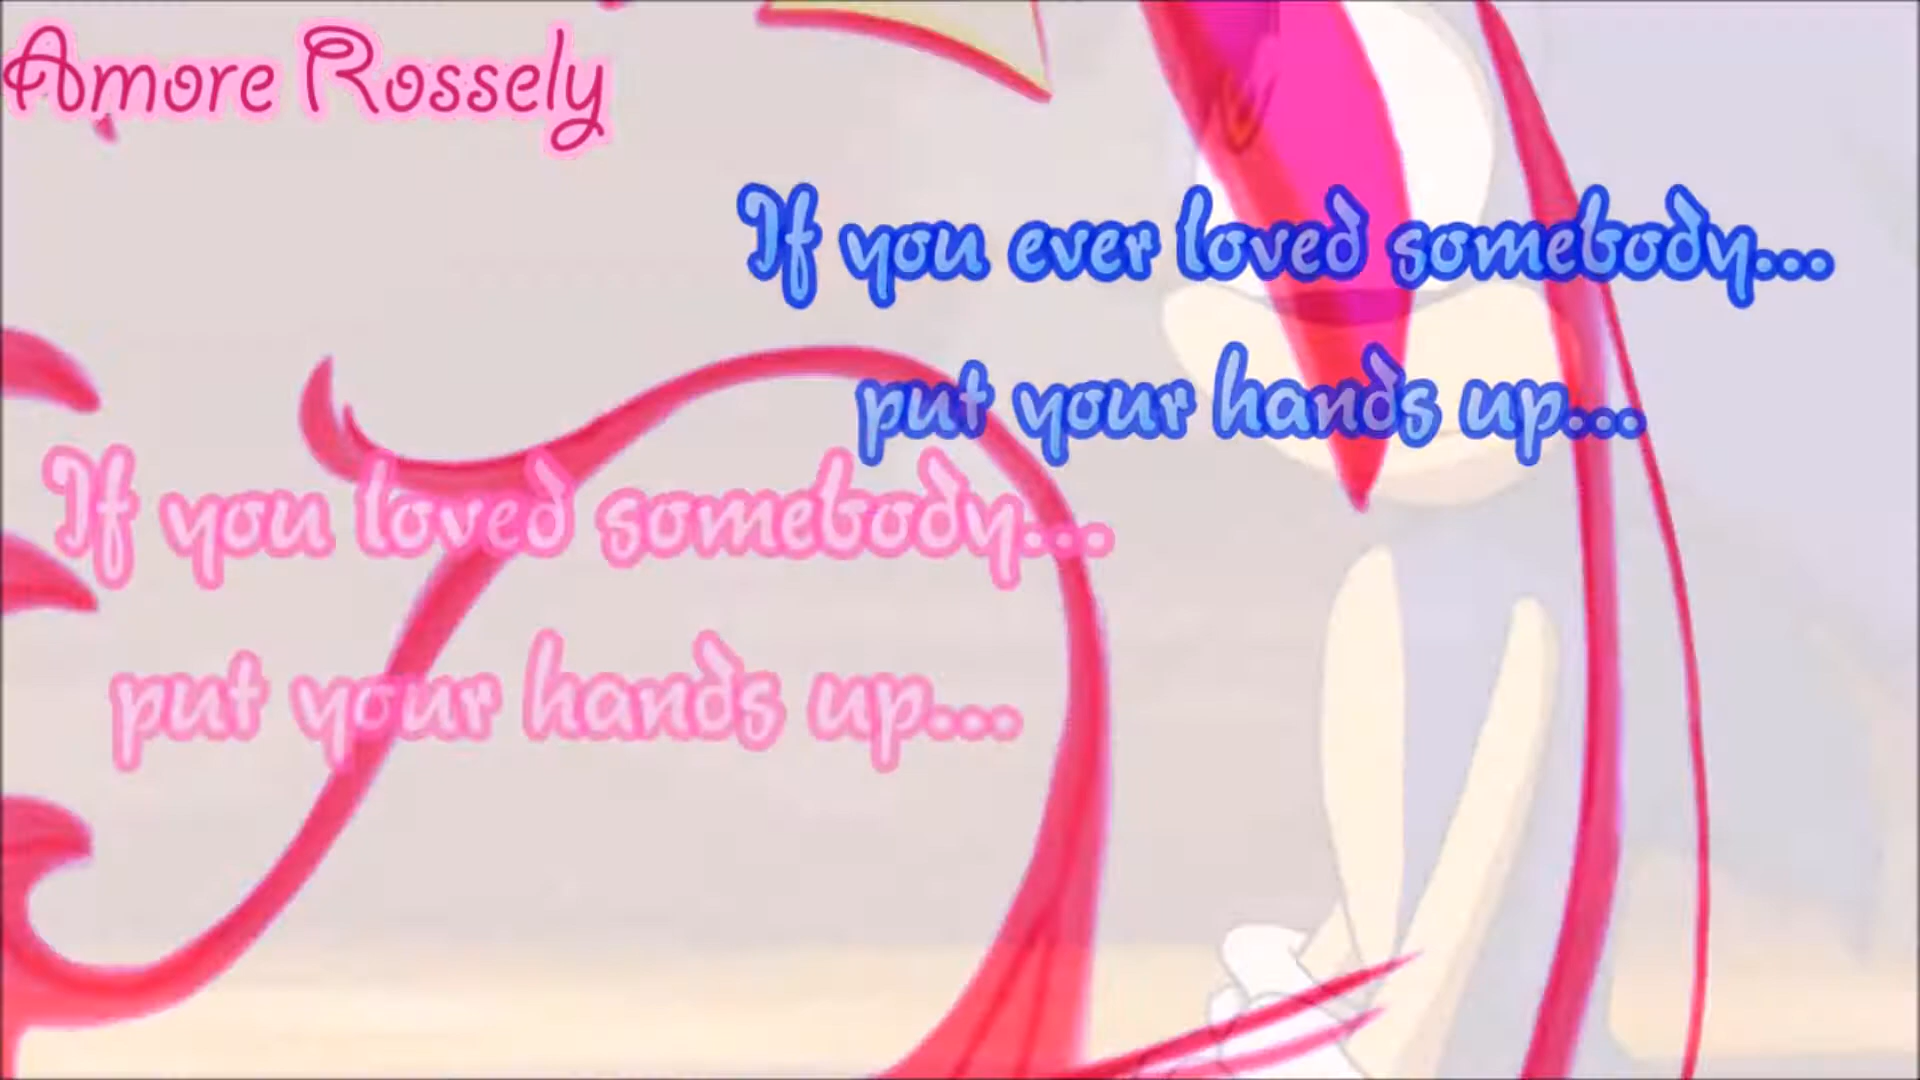 Amore Rossely
If you ever loved somebody...
put your hands up...
If you loved somebody...
put your hands up...